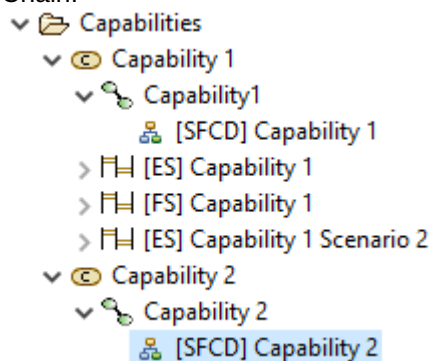 Chain.
Capabilities
Capability 1
Capability1
[SFCD] Capability 1
[ES] Capability 1
[FS] Capability 1
[ES] Capability 1 Scenario 2
Capability 2
Capability 2
[SFCD] Capability 2